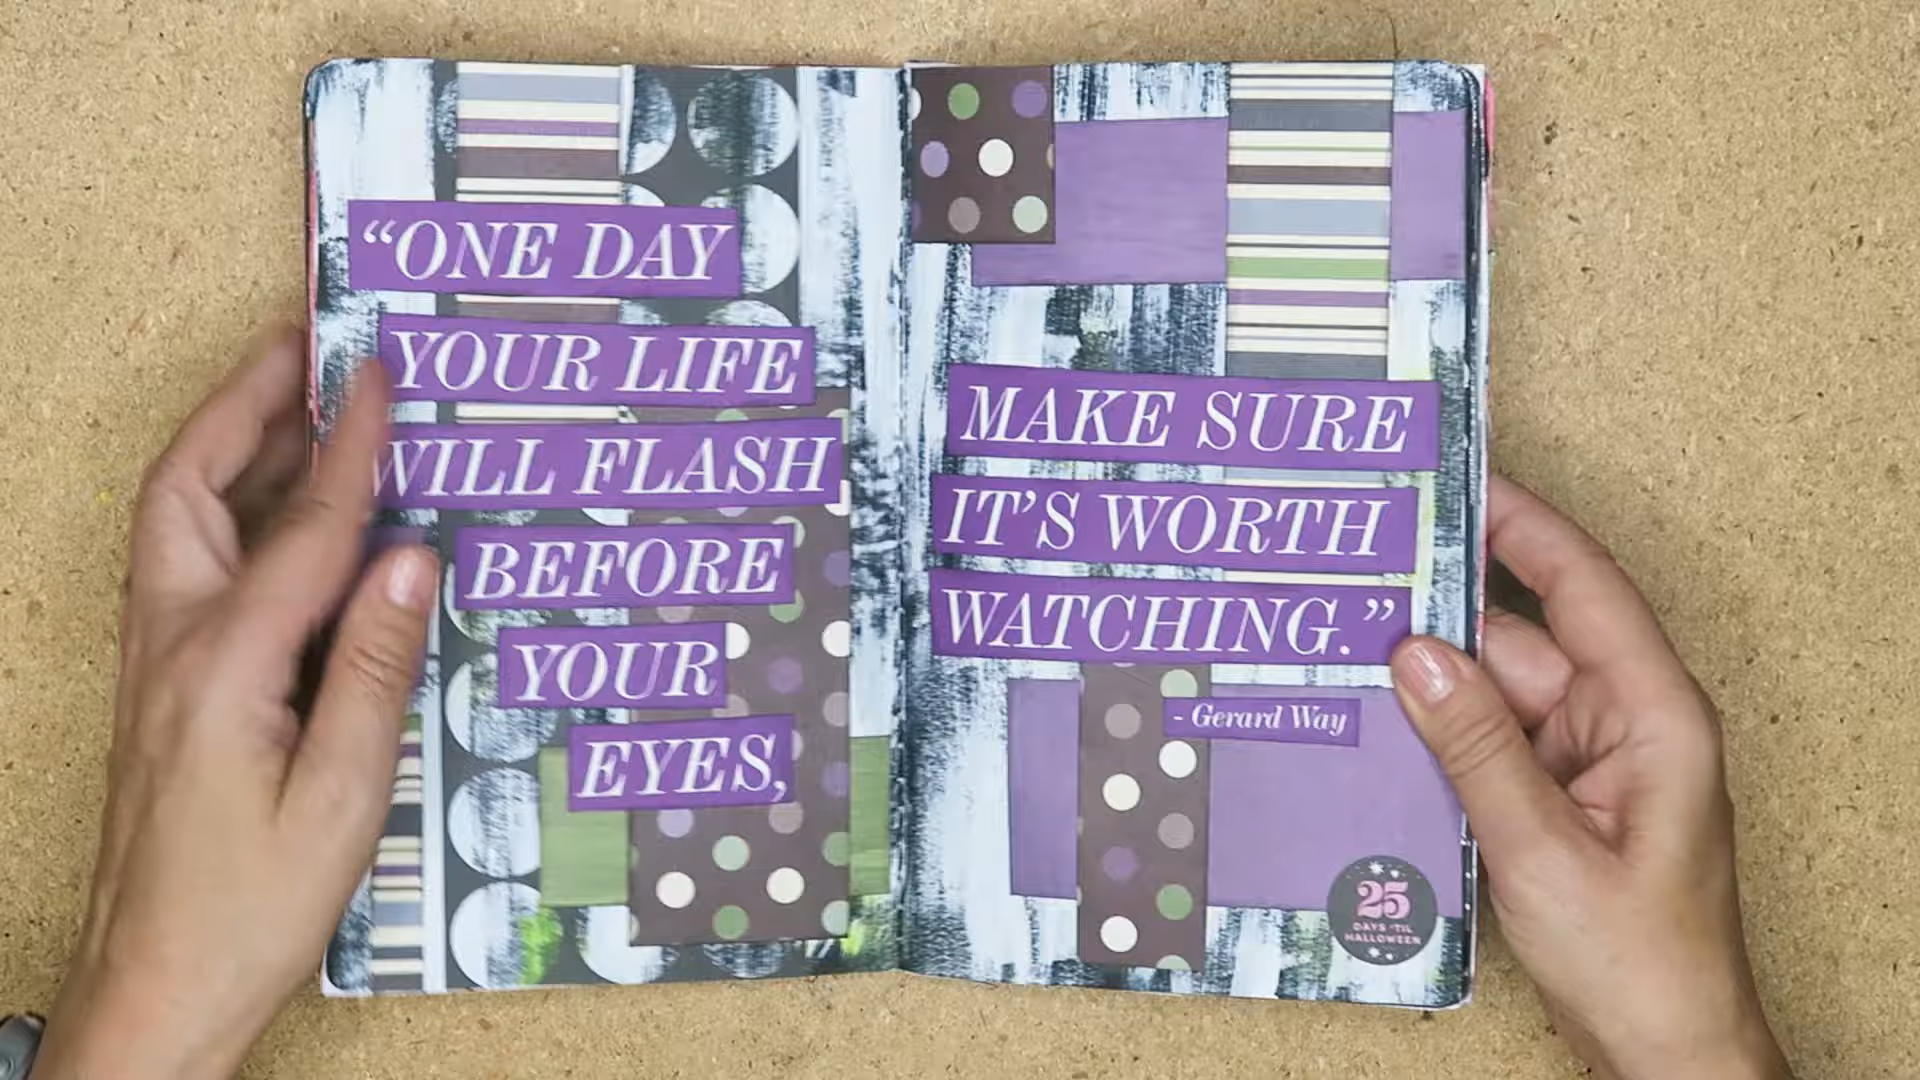 “ONE DAY
YOUR LIFE
WILL FLASH
BEFORE
YOUR
EYES,
MAKE SURE
IT’S WORTH
WATCHING.”
- Gerard Way
25
DAYS ’TIL
HALLOWEEN